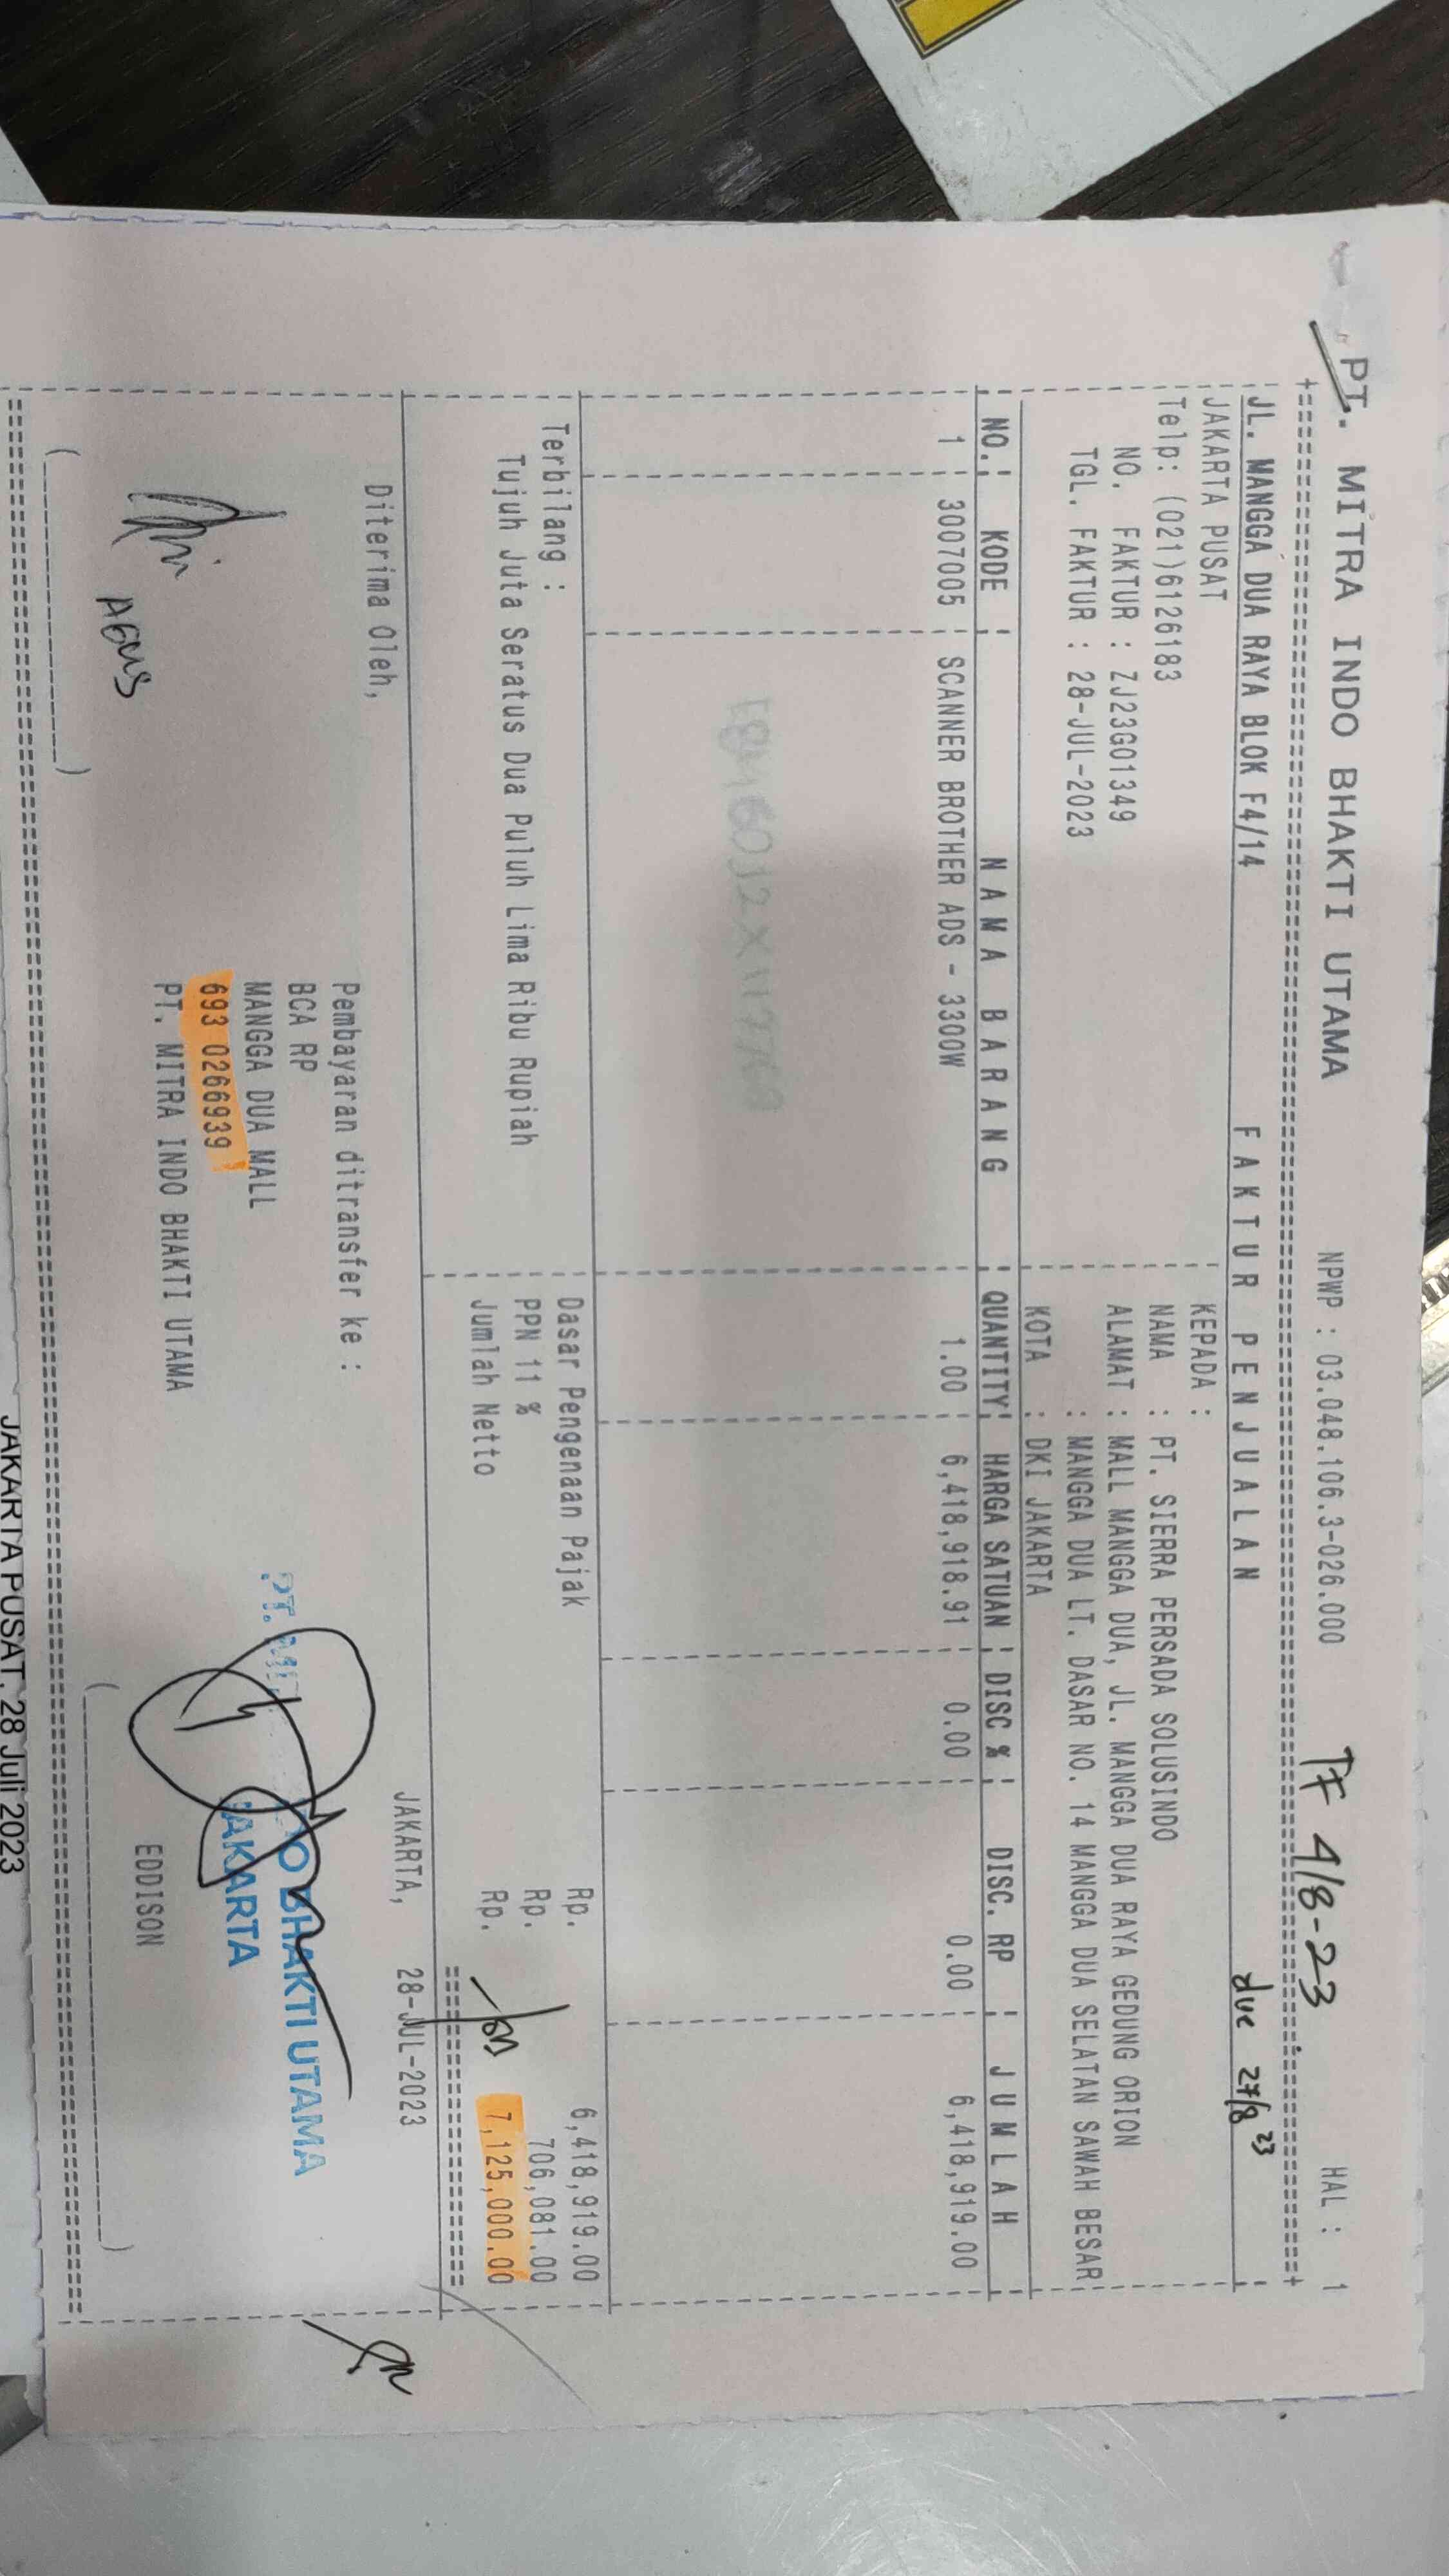 PT. MITRA INDO BHAKTI UTAMA NPWP : 03.048.106.3-026.000 HAL : 1
TF 4/8-23
JL. MANGGA DUA RAYA BLOK F4/14 F A K T U R P E N J U A L A N
due 27/8 23
JAKARTA PUSAT KEPADA :
Telp: (021)6126183 NAMA : PT. SIERRA PERSADA SOLUSINDO
NO. FAKTUR : ZJ23G01349 ALAMAT : MALL MANGGA DUA, JL. MANGGA DUA RAYA GEDUNG ORION
TGL. FAKTUR : 28-JUL-2023 : MANGGA DUA LT. DASAR NO. 14 MANGGA DUA SELATAN SAWAH BESAR
KOTA : DKI JAKARTA
NO. KODE N A M A B A R A N G QUANTITY HARGA SATUAN DISC % DISC. RP J U M L A H
1 3007005 SCANNER BROTHER ADS - 3300W 1.00 6,418,918.91 0.00 0.00 6,418,919.00
Terbilang : Dasar Pengenaan Pajak Rp. 6,418,919.00
Tujuh Juta Seratus Dua Puluh Lima Ribu Rupiah PPN 11 % Rp. 706,081.00
Jumlah Netto Rp. 7,125,000.00
JAKARTA, 28-JUL-2023
Diterima Oleh, Pembayaran ditransfer ke :
BCA RP
MANGGA DUA MALL
693 0266939
PT. MITRA INDO BHAKTI UTAMA
PT. BHAKTI UTAMA
JAKARTA
AGUS
EDDISON
JAKARTA PUSAT, 28 Juli 2023